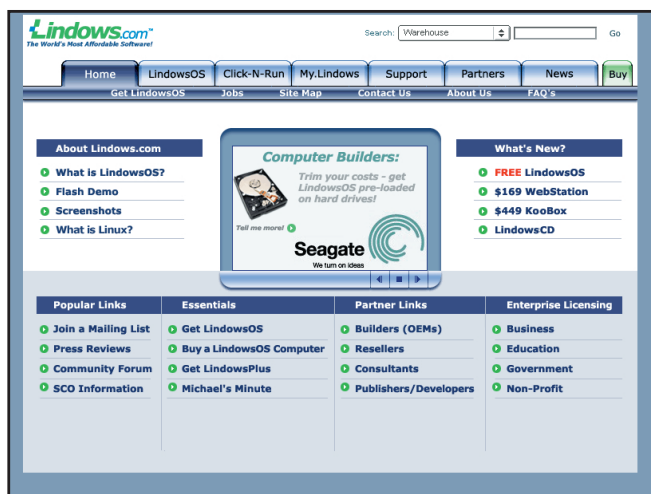 Lindows.com™
The World's Most Affordable Software!
Search: Warehouse Go
Home LindowsOS Click-N-Run My.Lindows Support Partners News Buy
Get LindowsOS Jobs Site Map Contact Us About Us FAQ's
About Lindows.com
What is LindowsOS?
Flash Demo
Screenshots
What is Linux?
Computer Builders:
Trim your costs - get
LindowsOS pre-loaded
on hard drives!
Tell me more!
Seagate
We turn on ideas
What's New?
FREE LindowsOS
$169 WebStation
$449 KooBox
LindowsCD
Popular Links
Join a Mailing List
Press Reviews
Community Forum
SCO Information
Essentials
Get LindowsOS
Buy a LindowsOS Computer
Get LindowsPlus
Michael's Minute
Partner Links
Builders (OEMs)
Resellers
Consultants
Publishers/Developers
Enterprise Licensing
Business
Education
Government
Non-Profit